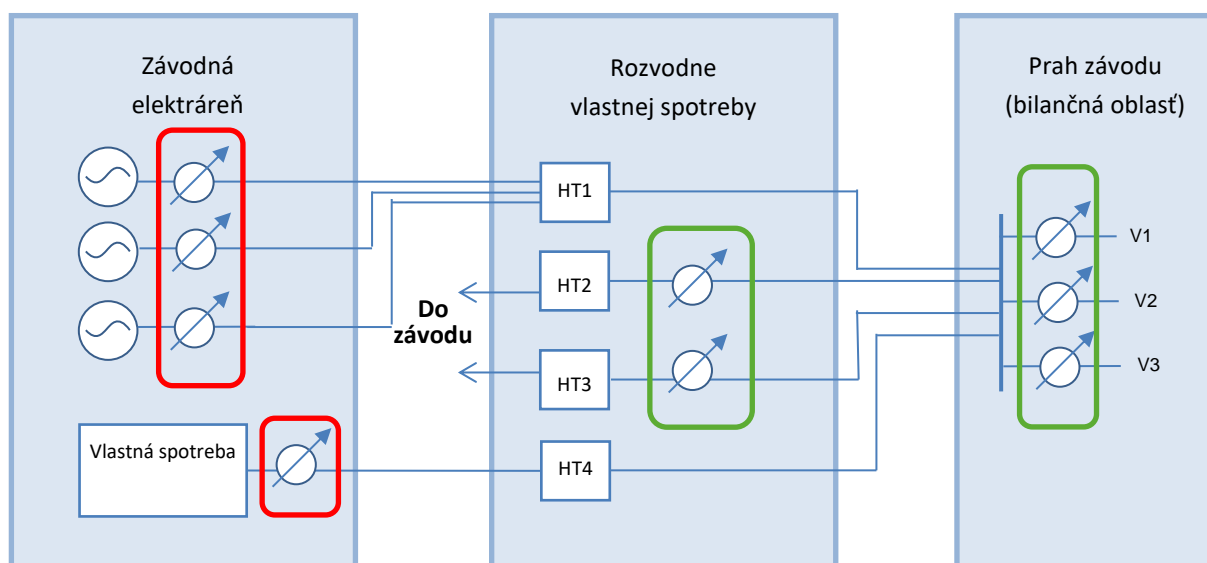 Závodná
elektráreň
Rozvodne
vlastnej spotreby
Prah závodu
(bilančná oblasť)
HT1
HT2
HT3
HT4
Do
závodu
V1
V2
V3
Vlastná spotreba